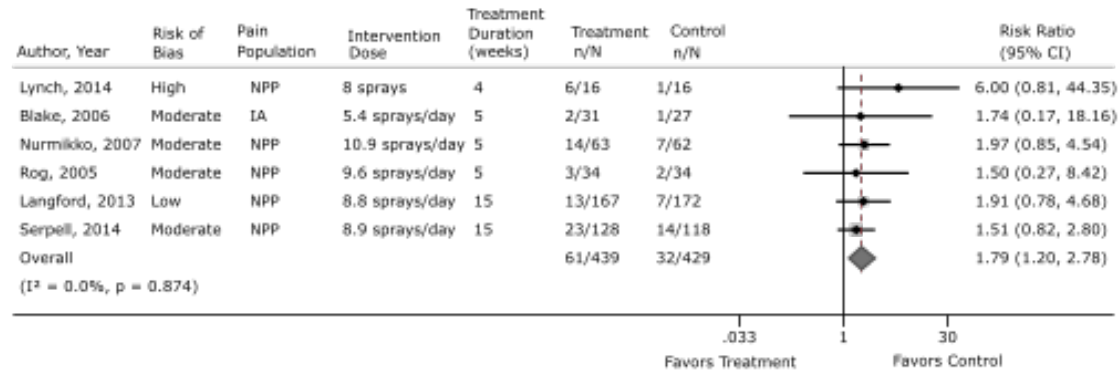 Author, Year Risk of Bias Pain Population Intervention Dose Treatment Duration (weeks) Treatment n/N Control n/N Risk Ratio (95% CI)
Lynch, 2014 High NPP 8 sprays 4 6/16 1/16 6.00 (0.81, 44.35)
Blake, 2006 Moderate IA 5.4 sprays/day 5 2/31 1/27 1.74 (0.17, 18.16)
Nurmikko, 2007 Moderate NPP 10.9 sprays/day 5 14/63 7/62 1.97 (0.85, 4.54)
Rog, 2005 Moderate NPP 9.6 sprays/day 5 3/34 2/34 1.50 (0.27, 8.42)
Langford, 2013 Low NPP 8.8 sprays/day 15 13/167 7/172 1.91 (0.78, 4.68)
Serpell, 2014 Moderate NPP 8.9 sprays/day 15 23/128 14/118 1.51 (0.82, 2.80)
Overall 61/439 32/429 1.79 (1.20, 2.78)
(I² = 0.0%, p = 0.874)
.033 1 30
Favors Treatment Favors Control